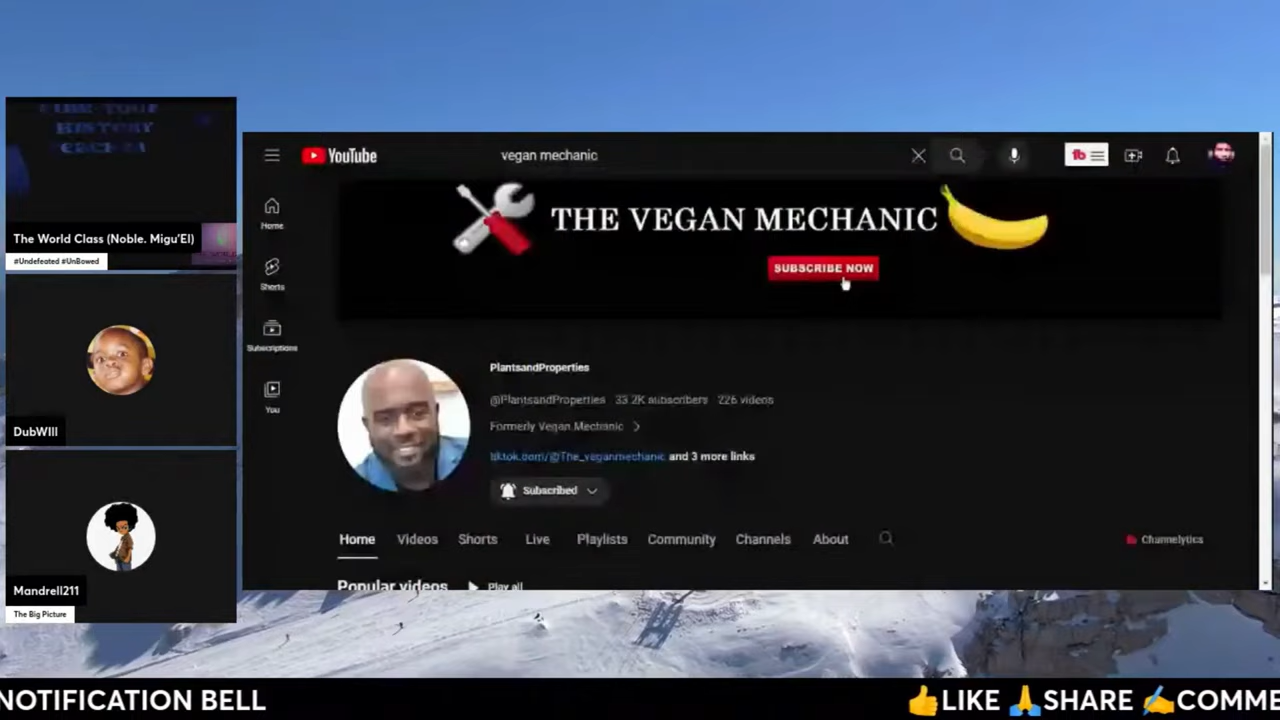 HISTORY
The World Class (Noble. Migu'El)
#Undefeated #UnBowed
DubWIll
Mandrell211
The Big Picture
YouTube
vegan mechanic
Home
Shorts
Subscriptions
You
THE VEGAN MECHANIC
SUBSCRIBE NOW
PlantsandProperties
@PlantsandProperties 33.2K subscribers 226 videos
Formerly Vegan Mechanic
tiktok.com/@The_veganmechanic and 3 more links
Subscribed
Home Videos Shorts Live Playlists Community Channels About
Channelytics
Popular videos Play all
NOTIFICATION BELL 👍LIKE 🙏SHARE ✍COMME